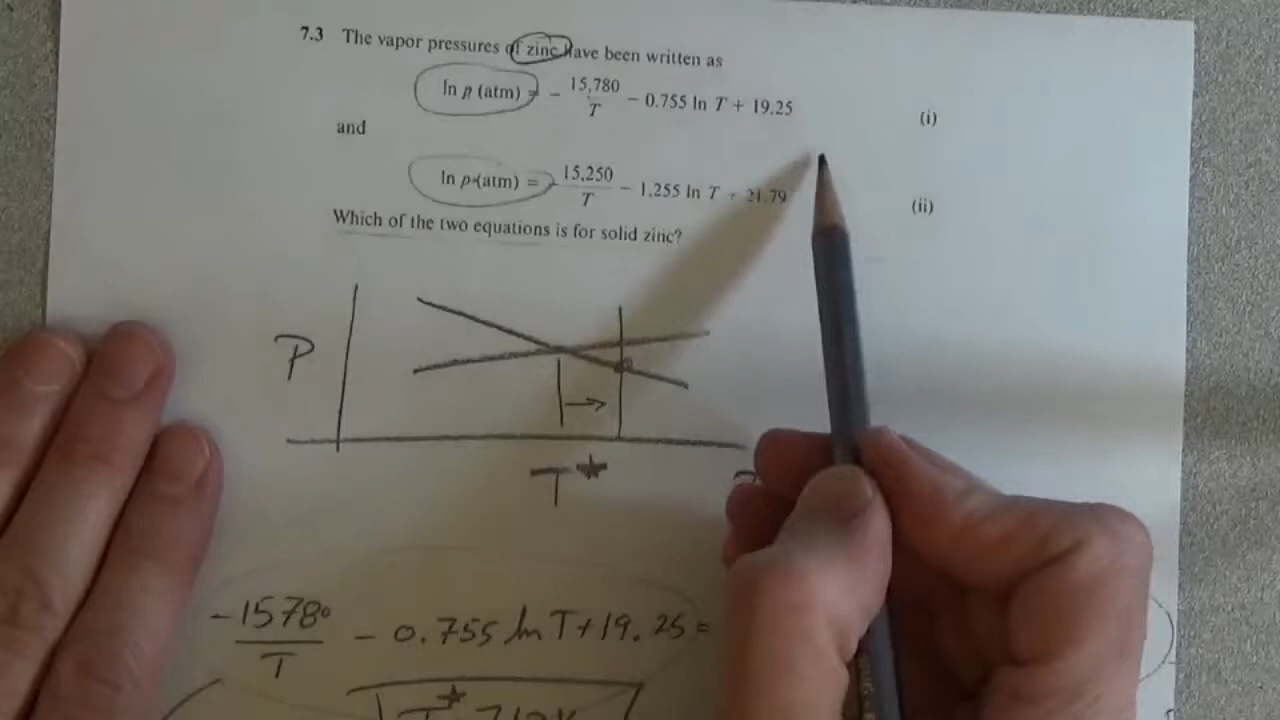 7.3 The vapor pressures of zinc have been written as
ln p (atm) = - 15,780 / T - 0.755 ln T + 19.25 (i)
and
ln p (atm) = - 15,250 / T - 1.255 ln T + 21.79 (ii)
Which of the two equations is for solid zinc?
P
T*
-15780 / T - 0.755 ln T + 19.25 =